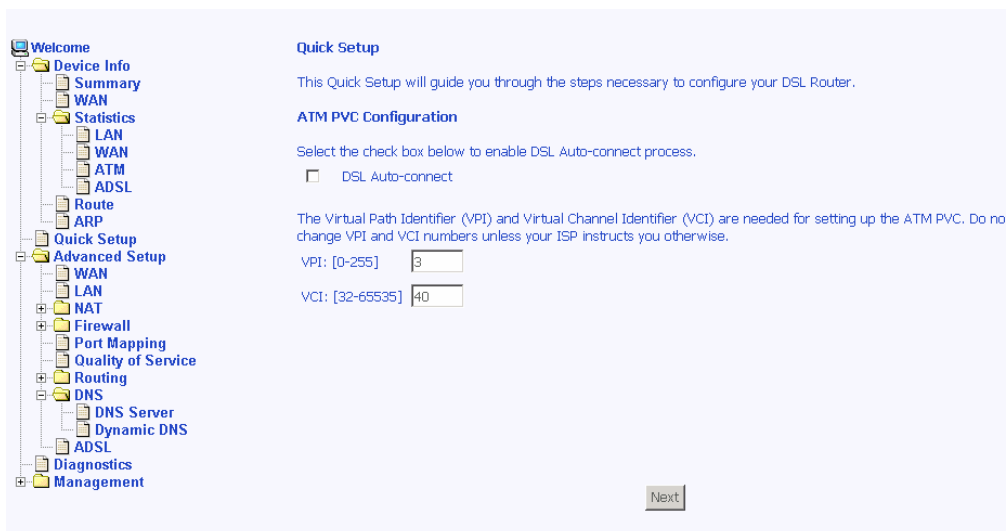 Welcome
Device Info
Summary
WAN
Statistics
LAN
WAN
ATM
ADSL
Route
ARP
Quick Setup
Advanced Setup
WAN
LAN
NAT
Firewall
Port Mapping
Quality of Service
Routing
DNS
DNS Server
Dynamic DNS
ADSL
Diagnostics
Management
Quick Setup
This Quick Setup will guide you through the steps necessary to configure your DSL Router.
ATM PVC Configuration
Select the check box below to enable DSL Auto-connect process.
DSL Auto-connect
The Virtual Path Identifier (VPI) and Virtual Channel Identifier (VCI) are needed for setting up the ATM PVC. Do no
change VPI and VCI numbers unless your ISP instructs you otherwise.
VPI: [0-255] 3
VCI: [32-65535] 40
Next